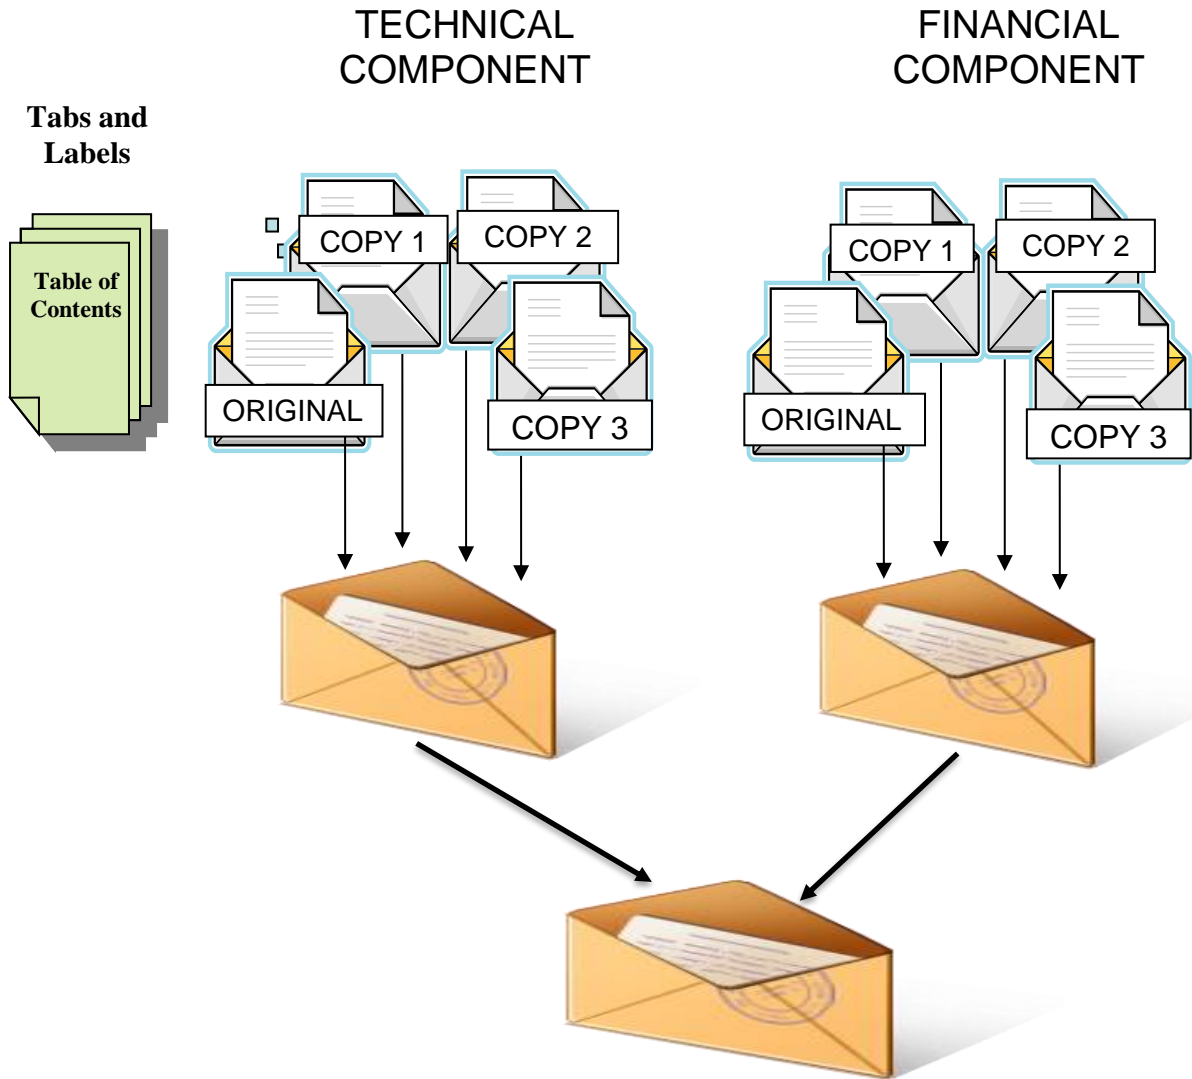 TECHNICAL
COMPONENT
FINANCIAL
COMPONENT
Tabs and
Labels
Table of
Contents
COPY 1
COPY 2
ORIGINAL
COPY 3
COPY 1
COPY 2
ORIGINAL
COPY 3